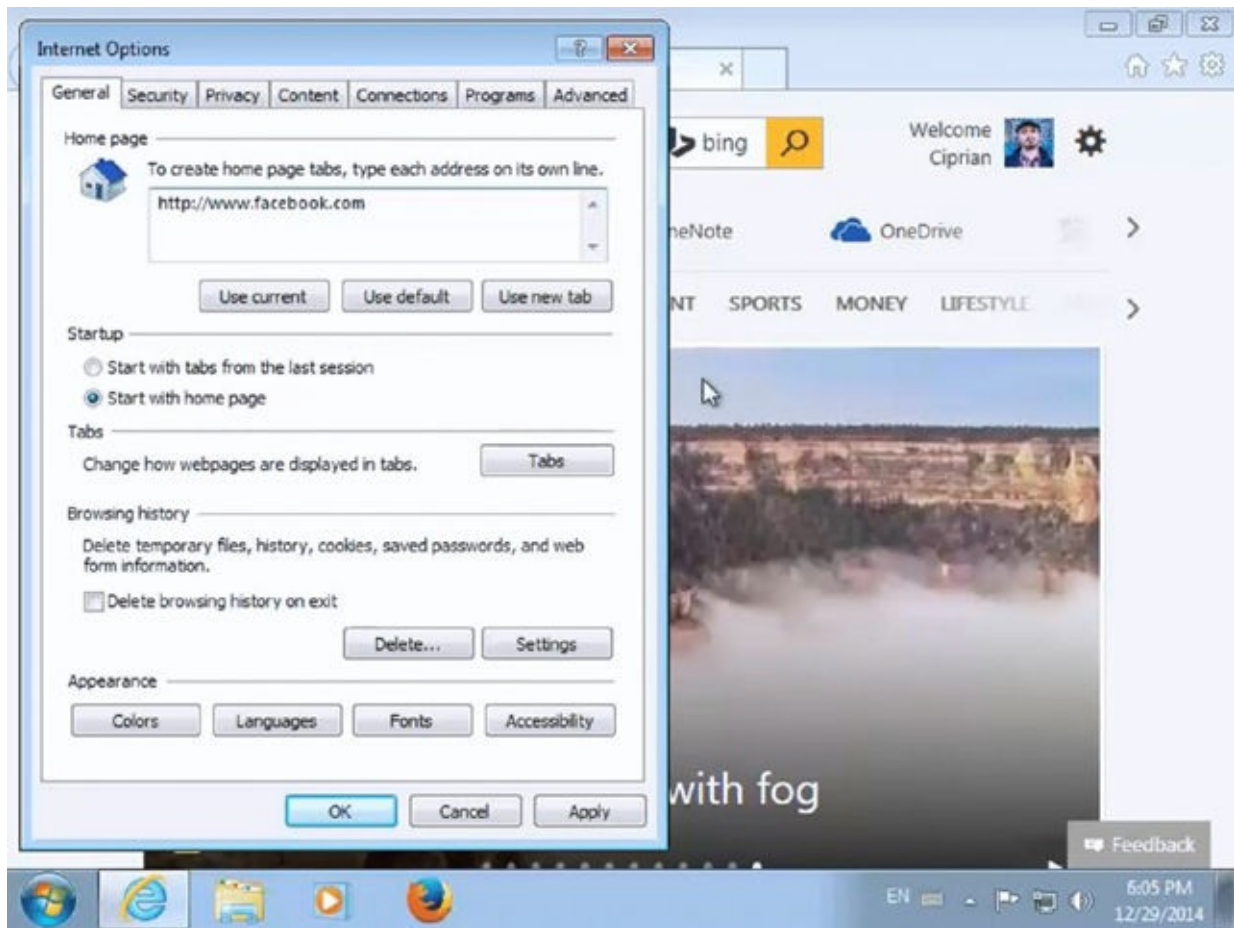 Internet Options
General Security Privacy Content Connections Programs Advanced
Home page
To create home page tabs, type each address on its own line.
http://www.facebook.com
Use current Use default Use new tab
Startup
Start with tabs from the last session
Start with home page
Tabs
Change how webpages are displayed in tabs.
Tabs
Browsing history
Delete temporary files, history, cookies, saved passwords, and web
form information.
Delete browsing history on exit
Delete... Settings
Appearance
Colors Languages Fonts Accessibility
OK Cancel Apply
bing
Welcome
Ciprian
neNote OneDrive
NT SPORTS MONEY LIFESTYLE
with fog
Feedback
EN
6:05 PM
12/29/2014